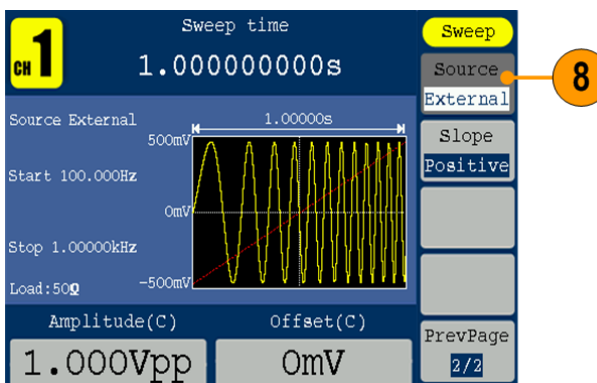 CH 1
Sweep time
1.000000000s
Sweep
Source
External
8
Slope
Positive
Source External
1.00000s
500mV
Start 100.000Hz
0mV
Stop 1.00000kHz
Load:50Ω
-500mV
Amplitude(C)
Offset(C)
1.000Vpp
0mV
PrevPage
2/2